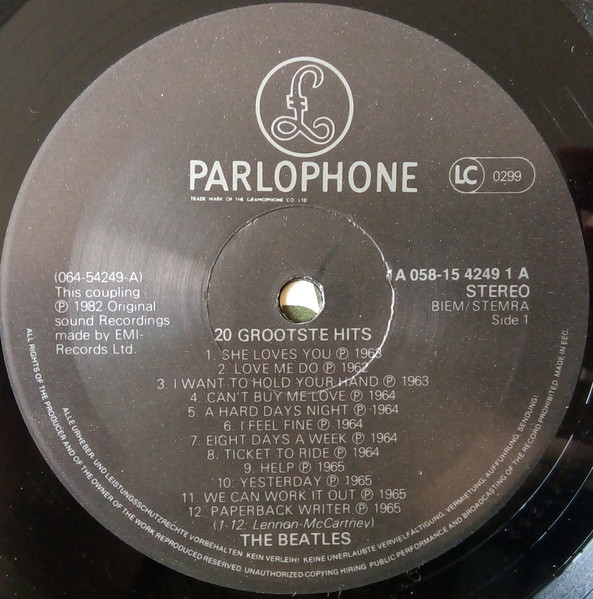 £
PARLOPHONE
TRADE MARK OF THE GRAMOPHONE CO LTD
LC 0299
(064-54249-A)
This coupling
Ⓟ 1982 Original
sound Recordings
made by EMI-
Records Ltd.
1A 058-15 4249 1 A
STEREO
BIEM/STEMRA
Side 1
20 GROOTSTE HITS
1. SHE LOVES YOU Ⓟ 1963
2. LOVE ME DO Ⓟ 1962
3. I WANT TO HOLD YOUR HAND Ⓟ 1963
4. CAN'T BUY ME LOVE Ⓟ 1964
5. A HARD DAYS NIGHT Ⓟ 1964
6. I FEEL FINE Ⓟ 1964
7. EIGHT DAYS A WEEK Ⓟ 1964
8. TICKET TO RIDE Ⓟ 1964
9. HELP Ⓟ 1965
10. YESTERDAY Ⓟ 1965
11. WE CAN WORK IT OUT Ⓟ 1965
12. PAPERBACK WRITER Ⓟ 1965
(1-12: Lennon-McCartney)
THE BEATLES
ALLE URHEBER- UND LEISTUNGSSCHUTZRECHTE VORBEHALTEN. KEIN VERLEIH! KEINE UNERLAUBTE VERVIELFÄLTIGUNG, VERMIETUNG, AUFFÜHRUNG, SENDUNG!
ALL RIGHTS OF THE PRODUCER AND OF THE OWNER OF THE WORK REPRODUCED RESERVED. UNAUTHORIZED COPYING HIRING PUBLIC PERFORMANCE AND BROADCASTING OF THE RECORD PROHIBITED. MADE IN EEC.